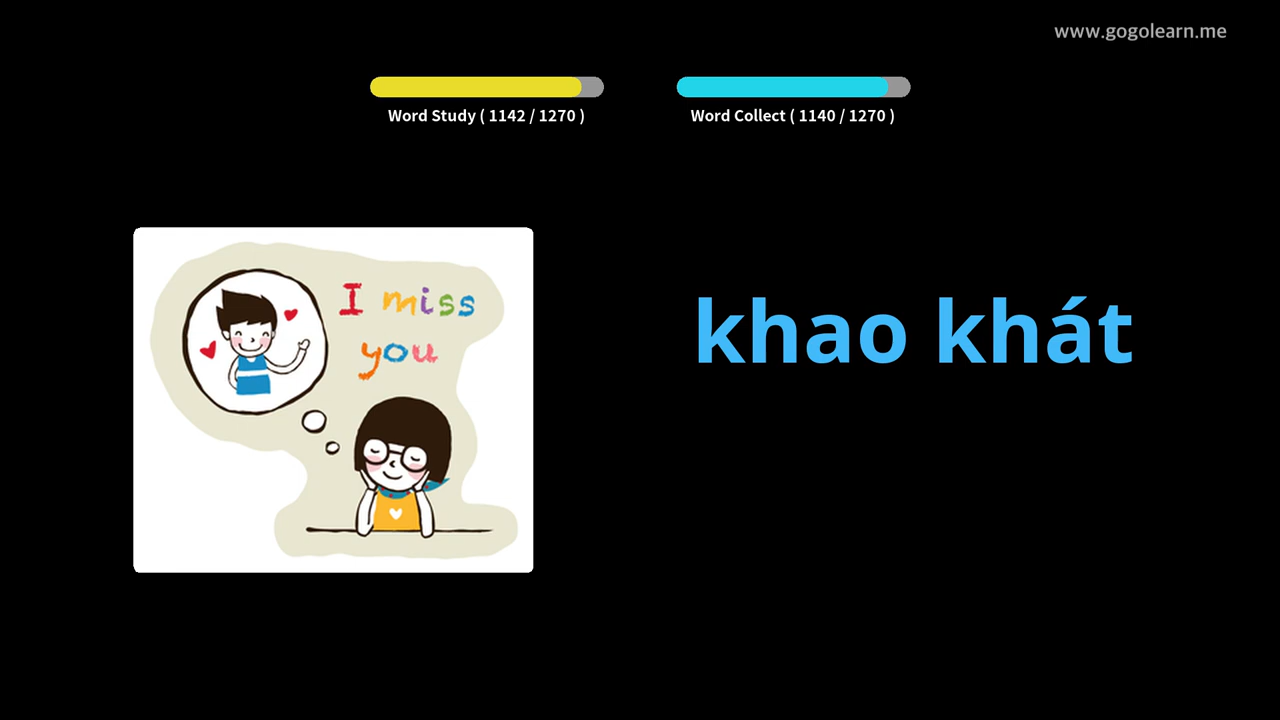 www.gogolearn.me
Word Study ( 1142 / 1270 )
Word Collect ( 1140 / 1270 )
I miss
you
khao khát